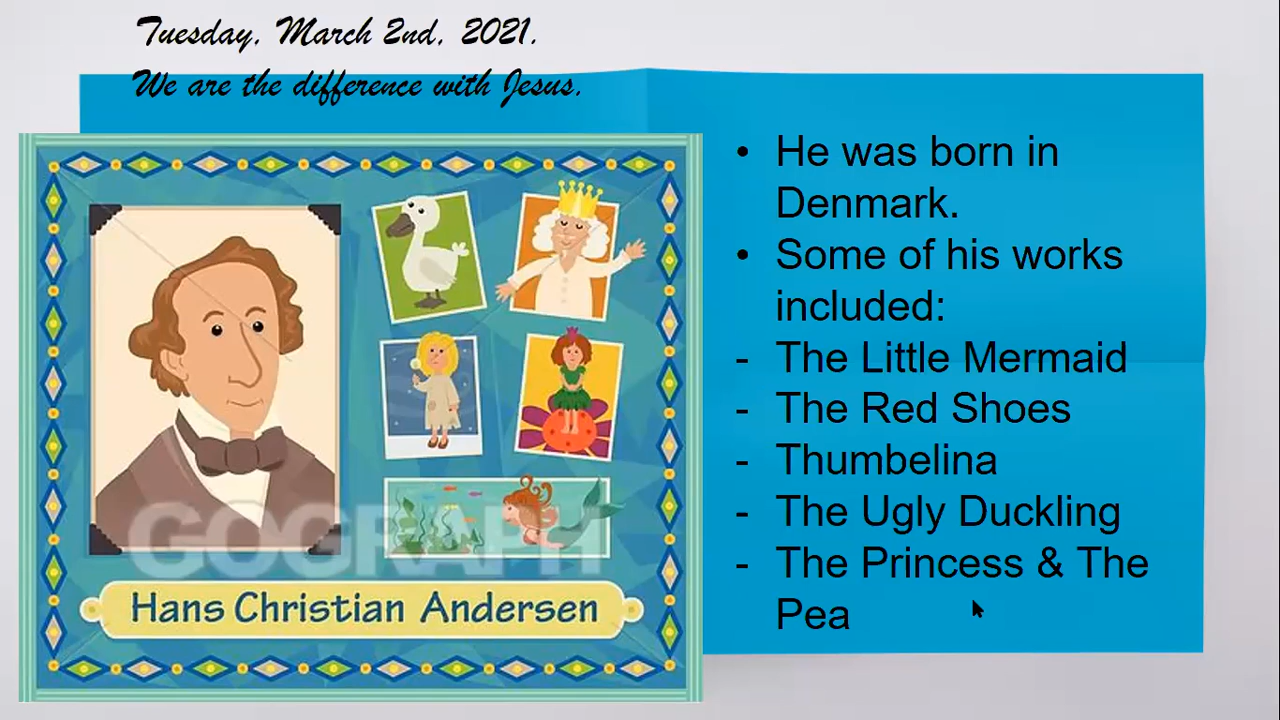 Tuesday, March 2nd, 2021.
We are the difference with Jesus.
GOGRAPH
Hans Christian Andersen
• He was born in
Denmark.
• Some of his works
included:
- The Little Mermaid
- The Red Shoes
- Thumbelina
- The Ugly Duckling
- The Princess & The
Pea